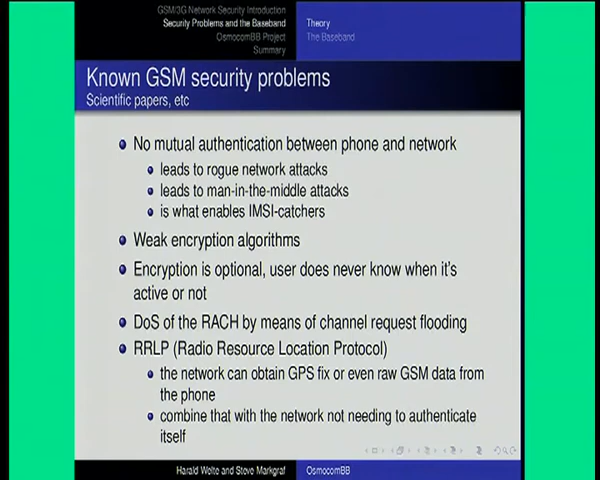 GSM/3G Network Security Introduction
Security Problems and the Baseband
OsmocomBB Project
Summary
Theory
The Baseband
Known GSM security problems
Scientific papers, etc
No mutual authentication between phone and network
leads to rogue network attacks
leads to man-in-the-middle attacks
is what enables IMSI-catchers
Weak encryption algorithms
Encryption is optional, user does never know when it's
active or not
DoS of the RACH by means of channel request flooding
RRLP (Radio Resource Location Protocol)
the network can obtain GPS fix or even raw GSM data from
the phone
combine that with the network not needing to authenticate
itself
Harald Welte and Steve Markgraf
OsmocomBB